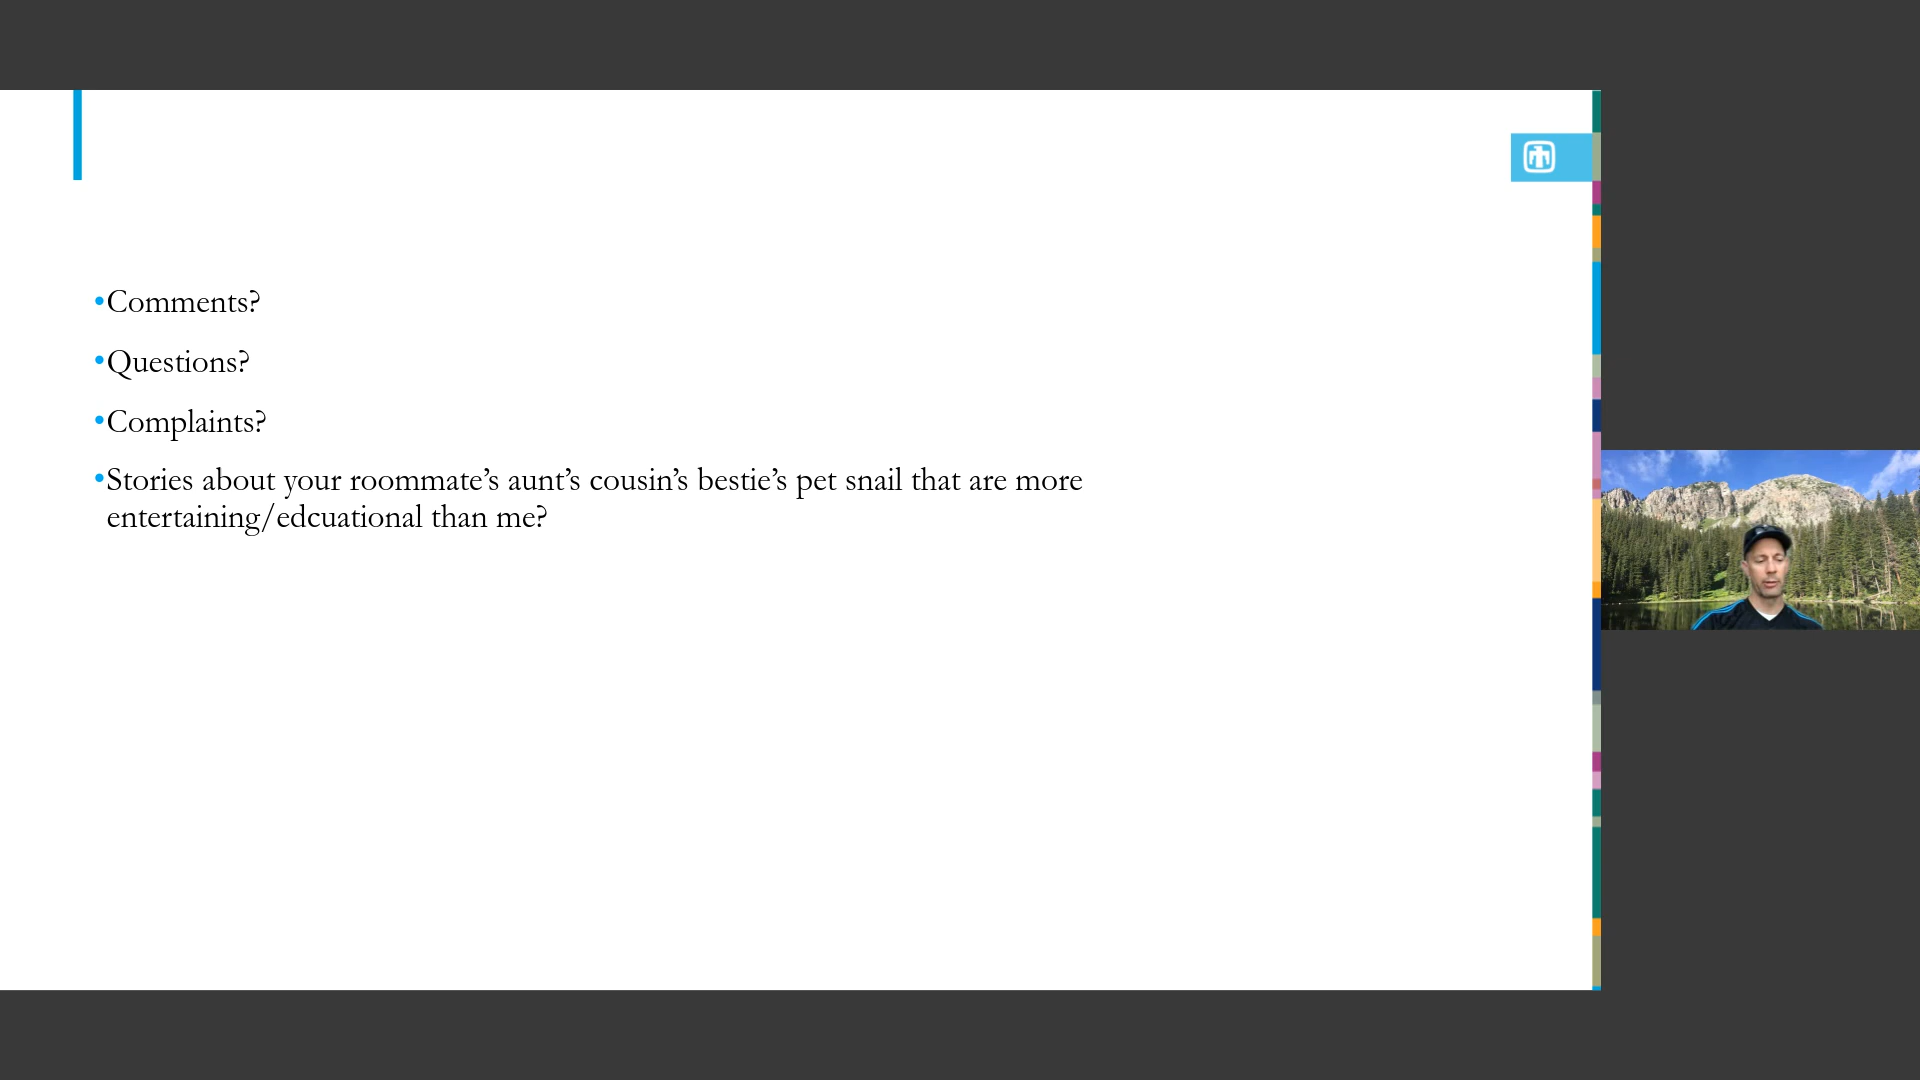 •Comments?
•Questions?
•Complaints?
•Stories about your roommate’s aunt’s cousin’s bestie’s pet snail that are more
entertaining/edcuational than me?